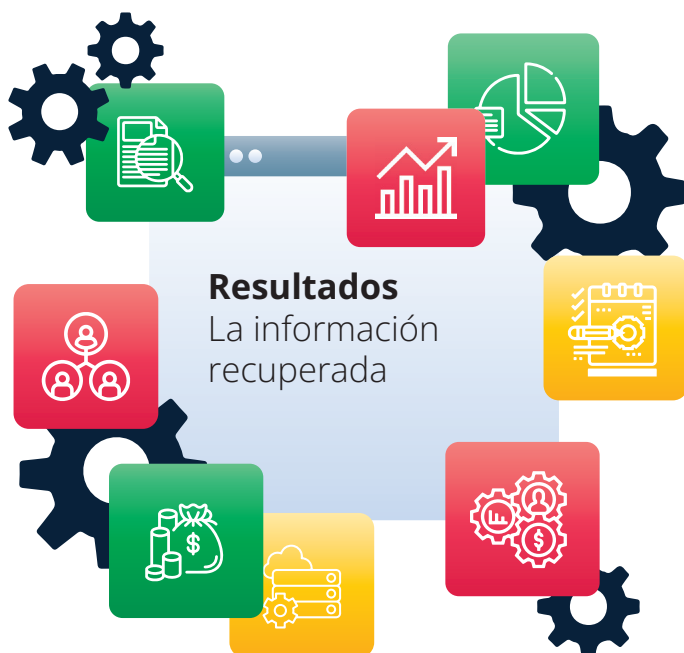 Resultados
La información
recuperada
$
$